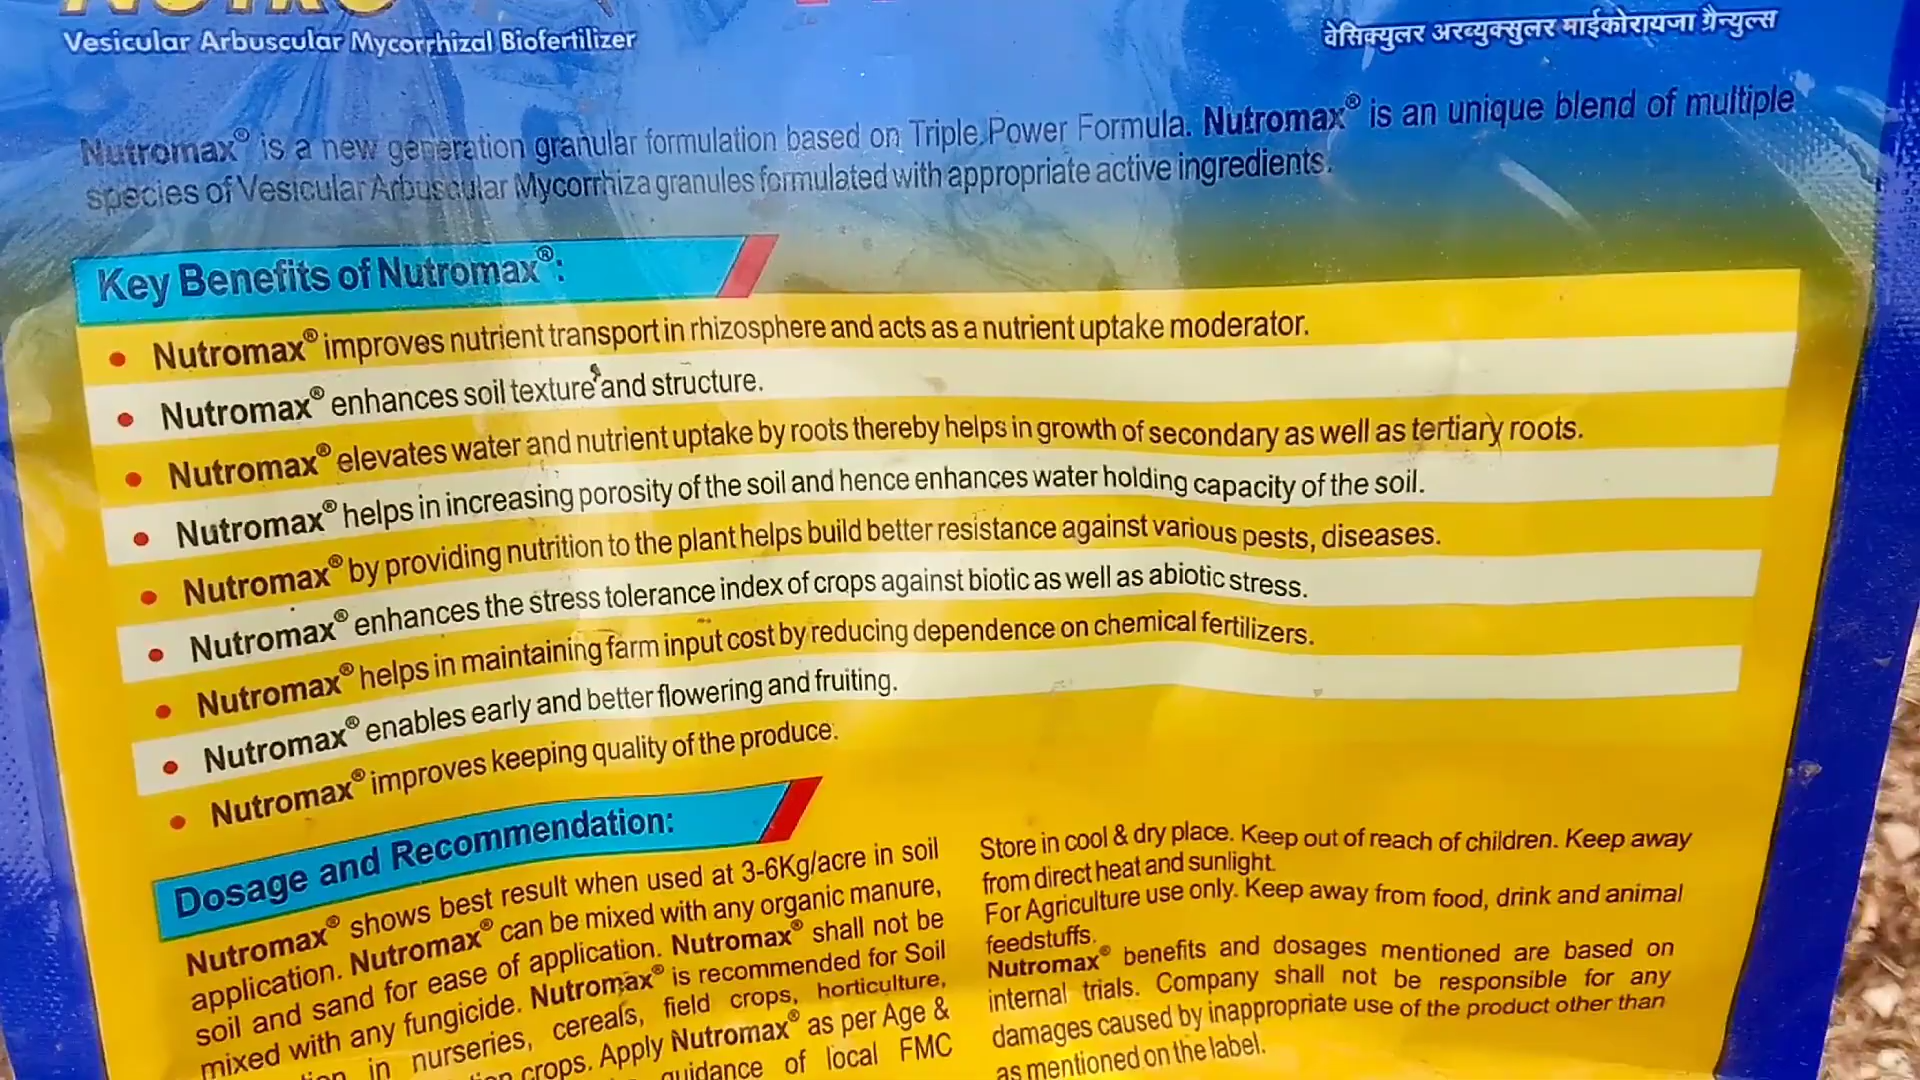 Vesicular Arbuscular Mycorrhizal Biofertilizer
वेसिक्युलर अरब्युक्सुलर माईकोरायजा ग्रैन्युल्स
Nutromax® is a new generation granular formulation based on Triple Power Formula. Nutromax® is an unique blend of multiple
species of Vesicular Arbuscular Mycorrhiza granules formulated with appropriate active ingredients.
Key Benefits of Nutromax®:
• Nutromax® improves nutrient transport in rhizosphere and acts as a nutrient uptake moderator.
• Nutromax® enhances soil texture and structure.
• Nutromax® elevates water and nutrient uptake by roots thereby helps in growth of secondary as well as tertiary roots.
• Nutromax® helps in increasing porosity of the soil and hence enhances water holding capacity of the soil.
• Nutromax® by providing nutrition to the plant helps build better resistance against various pests, diseases.
• Nutromax® enhances the stress tolerance index of crops against biotic as well as abiotic stress.
• Nutromax® helps in maintaining farm input cost by reducing dependence on chemical fertilizers.
• Nutromax® enables early and better flowering and fruiting.
• Nutromax® improves keeping quality of the produce.
Dosage and Recommendation:
Nutromax® shows best result when used at 3-6Kg/acre in soil
application. Nutromax® can be mixed with any organic manure,
soil and sand for ease of application. Nutromax® shall not be
mixed with any fungicide. Nutromax® is recommended for Soil
in nurseries, cereals, field crops, horticulture,
crops. Apply Nutromax® as per Age &
guidance of local FMC
Store in cool & dry place. Keep out of reach of children. Keep away
from direct heat and sunlight.
For Agriculture use only. Keep away from food, drink and animal
feedstuffs.
Nutromax® benefits and dosages mentioned are based on
internal trials. Company shall not be responsible for any
damages caused by inappropriate use of the product other than
as mentioned on the label.